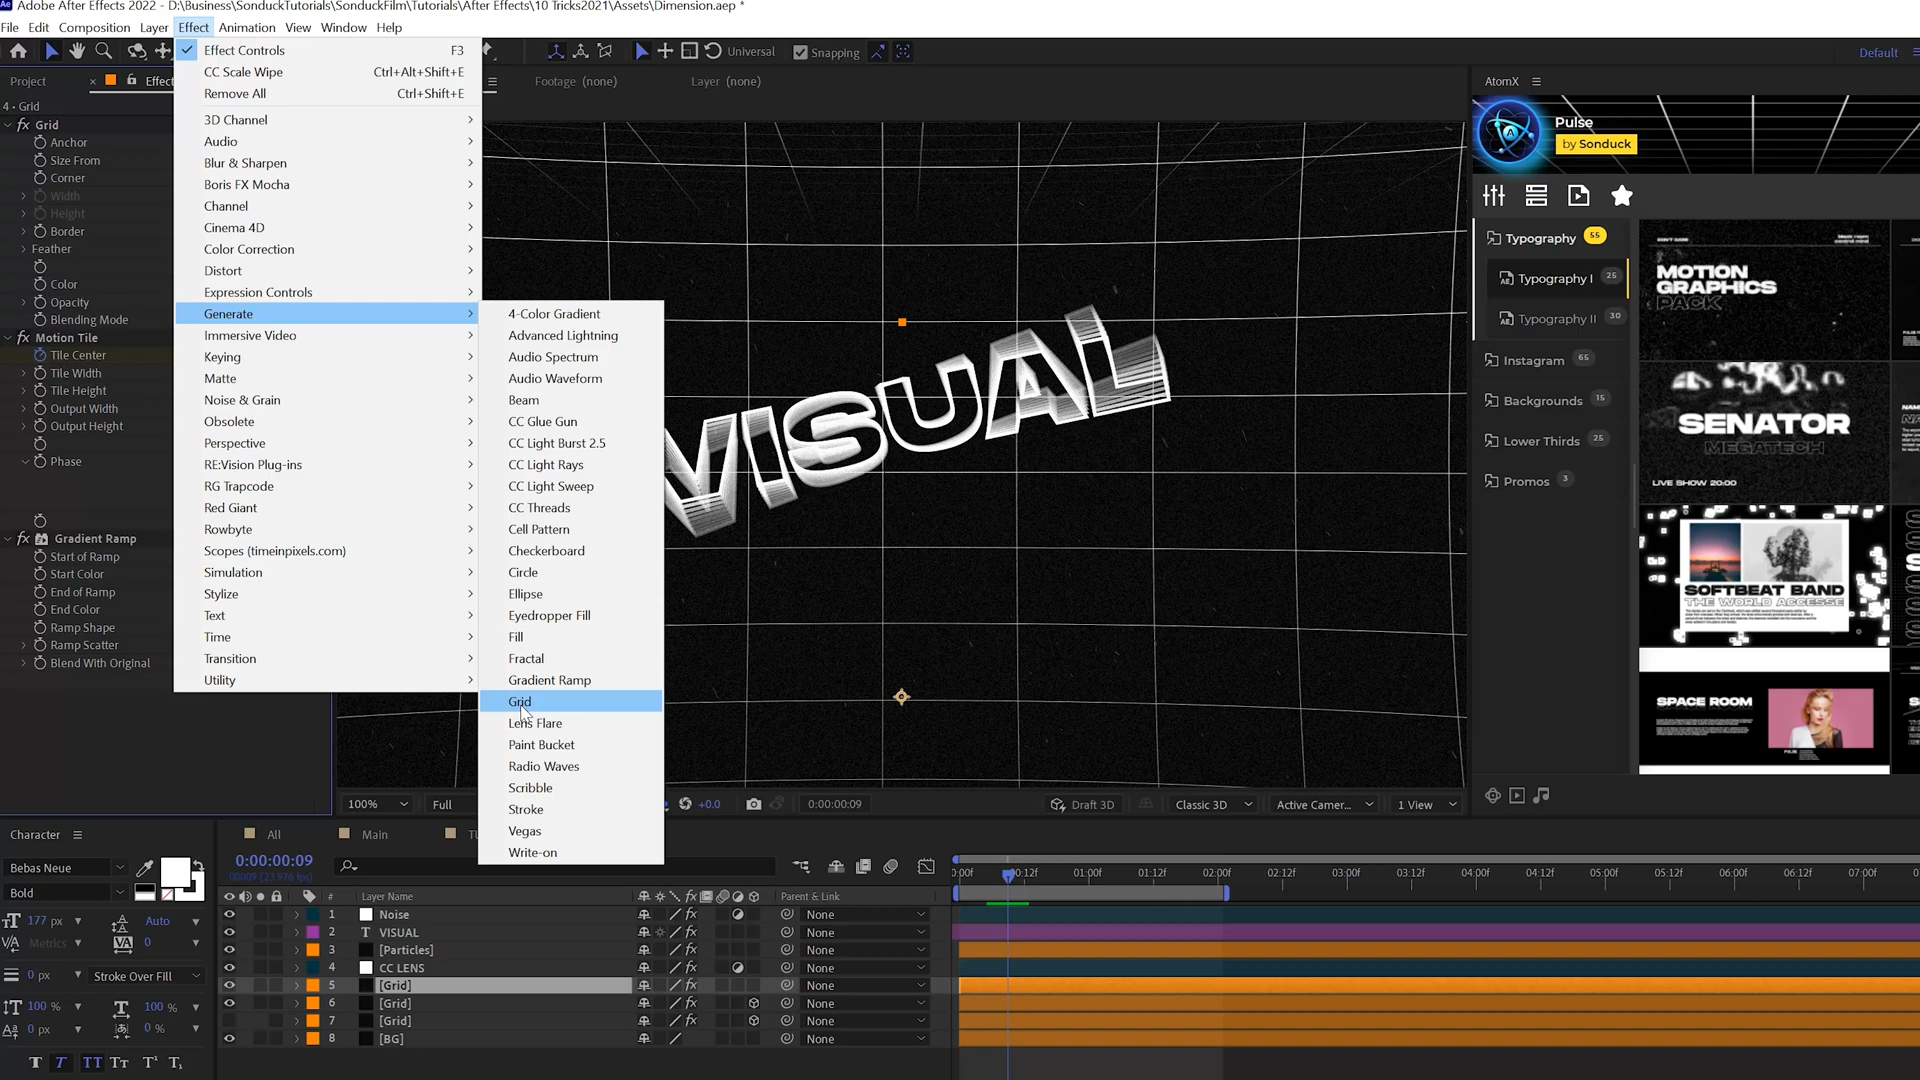 Adobe After Effects 2022 - D:\Business\SonduckTutorials\SonduckFilm\Tutorials\After Effects\10 Tricks2021\Assets\Dimension.aep *
File Edit Composition Layer Effect Animation View Window Help
Universal Snapping Default
Project Effect Footage (none) Layer (none) AtomX
4 • Grid
Grid
Anchor
Size From
Corner
Width
Height
Border
Feather
Color
Opacity
Blending Mode
Motion Tile
Tile Center
Tile Width
Tile Height
Output Width
Output Height
Phase
Gradient Ramp
Start of Ramp
Start Color
End of Ramp
End Color
Ramp Shape
Ramp Scatter
Blend With Original
Effect Controls F3
CC Scale Wipe Ctrl+Alt+Shift+E
Remove All Ctrl+Shift+E
3D Channel
Audio
Blur & Sharpen
Boris FX Mocha
Channel
Cinema 4D
Color Correction
Distort
Expression Controls
Generate
Immersive Video
Keying
Matte
Noise & Grain
Obsolete
Perspective
RE:Vision Plug-ins
RG Trapcode
Red Giant
Rowbyte
Scopes (timeinpixels.com)
Simulation
Stylize
Text
Time
Transition
Utility
4-Color Gradient
Advanced Lightning
Audio Spectrum
Audio Waveform
Beam
CC Glue Gun
CC Light Burst 2.5
CC Light Rays
CC Light Sweep
CC Threads
Cell Pattern
Checkerboard
Circle
Ellipse
Eyedropper Fill
Fill
Fractal
Gradient Ramp
Grid
Lens Flare
Paint Bucket
Radio Waves
Scribble
Stroke
Vegas
Write-on
VISUAL
Pulse
by Sonduck
Typography 55
Typography I 25
Typography II 30
Instagram 65
Backgrounds 15
Lower Thirds 25
Promos 3
MOTION
GRAPHICS
PACK
SENATOR
MEGATECH
LIVE SHOW 20:00
SOFTBEAT BAND
THE WORLD ACCESSE
SPACE ROOM
100% Full +0.0 0:00:00:09 Draft 3D Classic 3D Active Camer... 1 View
Character
Bebas Neue
Bold
177 px Auto
Metrics 0
0 px Stroke Over Fill
100 % 100 %
0 px 0 %
T T TT Tт T¹ T₁
All Main
0:00:00:09
00009 (23.976 fps)
# Layer Name Parent & Link
1 Noise None
2 VISUAL None
3 [Particles] None
4 CC LENS None
5 [Grid] None
6 [Grid] None
7 [Grid] None
8 [BG] None
0:00f 00:12f 01:00f 01:12f 02:00f 02:12f 03:00f 03:12f 04:00f 04:12f 05:00f 05:12f 06:00f 06:12f 07:00f